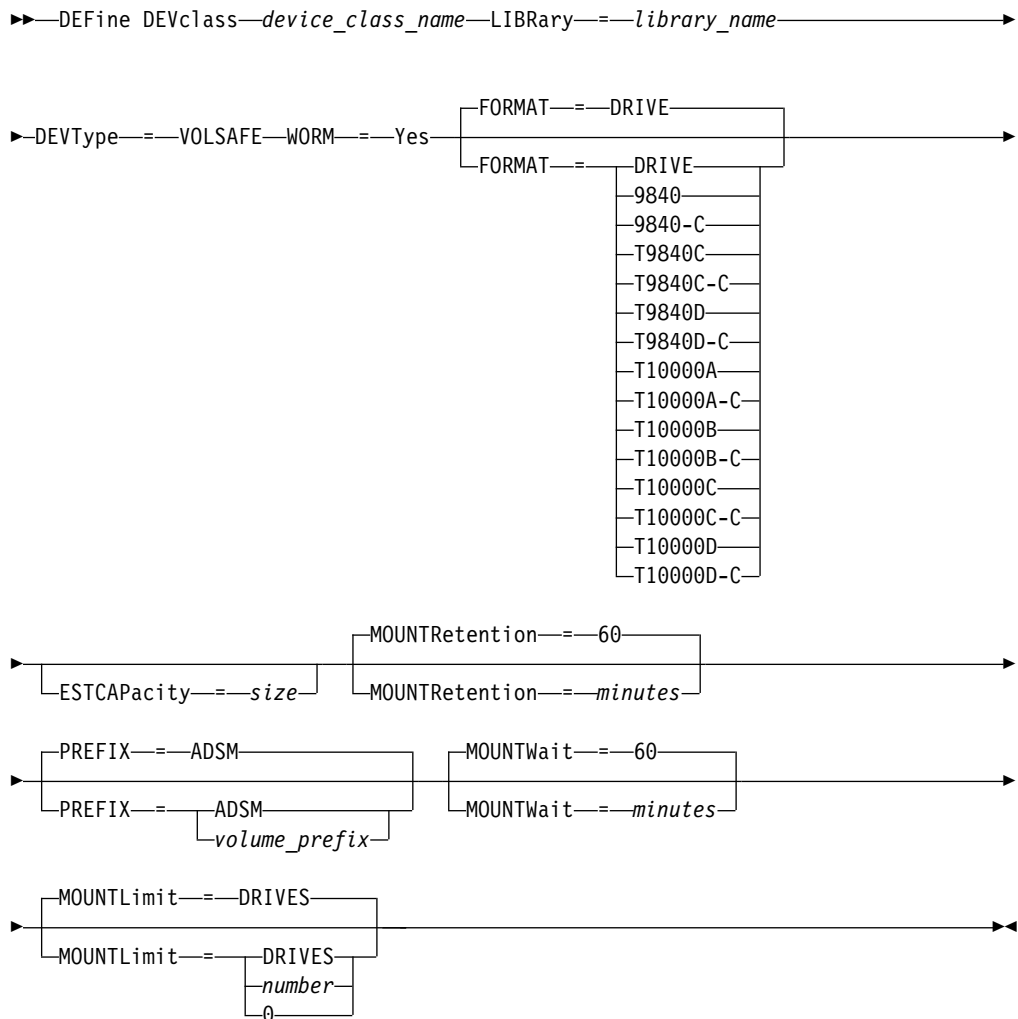 DEFine DEVclass device_class_name LIBRary = library_name
FORMAT = DRIVE
DEVType = VOLSAFE WORM = Yes
FORMAT = DRIVE
9840
9840-C
T9840C
T9840C-C
T9840D
T9840D-C
T10000A
T10000A-C
T10000B
T10000B-C
T10000C
T10000C-C
T10000D
T10000D-C
MOUNTRetention = 60
ESTCAPacity = size
MOUNTRetention = minutes
PREFIX = ADSM
MOUNTWait = 60
PREFIX = ADSM
volume_prefix
MOUNTWait = minutes
MOUNTLimit = DRIVES
MOUNTLimit = DRIVES
number
0